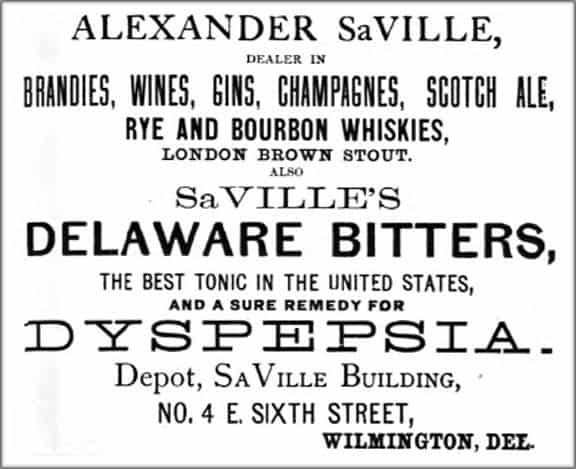 ALEXANDER SaVILLE,
DEALER IN
BRANDIES, WINES, GINS, CHAMPAGNES, SCOTCH ALE,
RYE AND BOURBON WHISKIES,
LONDON BROWN STOUT.
ALSO
SaVILLE'S
DELAWARE BITTERS,
THE BEST TONIC IN THE UNITED STATES,
AND A SURE REMEDY FOR
DYSPEPSIA.
Depot, SAVILLE BUILDING,
NO. 4 E. SIXTH STREET,
WILMINGTON, DEL.